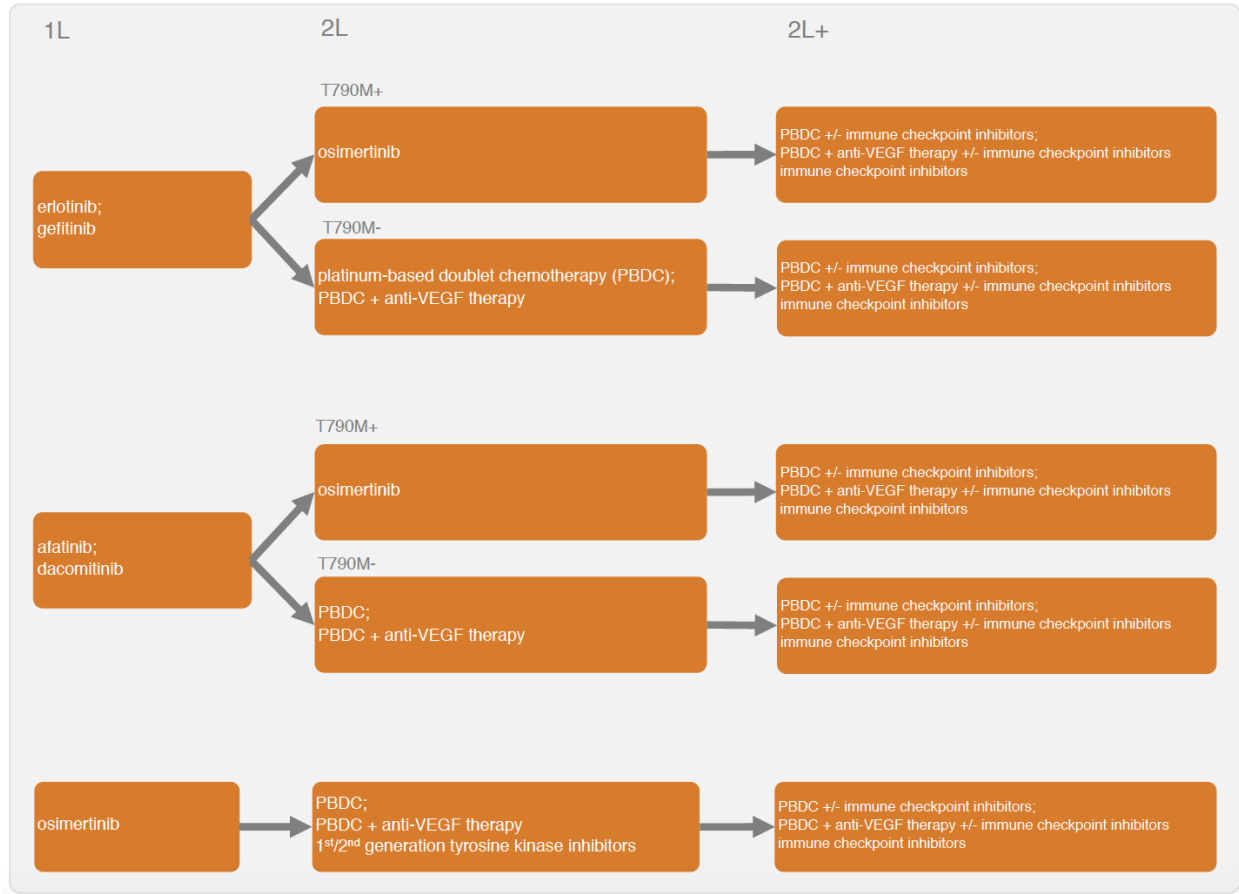 1L
2L
2L+
erlotinib;
gefitinib
T790M+
osimertinib
PBDC +/- immune checkpoint inhibitors;
PBDC + anti-VEGF therapy +/- immune checkpoint inhibitors
immune checkpoint inhibitors
T790M-
platinum-based doublet chemotherapy (PBDC);
PBDC + anti-VEGF therapy
PBDC +/- immune checkpoint inhibitors;
PBDC + anti-VEGF therapy +/- immune checkpoint inhibitors
immune checkpoint inhibitors
afatinib;
dacomitinib
T790M+
osimertinib
PBDC +/- immune checkpoint inhibitors;
PBDC + anti-VEGF therapy +/- immune checkpoint inhibitors
immune checkpoint inhibitors
T790M-
PBDC;
PBDC + anti-VEGF therapy
PBDC +/- immune checkpoint inhibitors;
PBDC + anti-VEGF therapy +/- immune checkpoint inhibitors
immune checkpoint inhibitors
osimertinib
PBDC;
PBDC + anti-VEGF therapy
1st/2nd generation tyrosine kinase inhibitors
PBDC +/- immune checkpoint inhibitors;
PBDC + anti-VEGF therapy +/- immune checkpoint inhibitors
immune checkpoint inhibitors